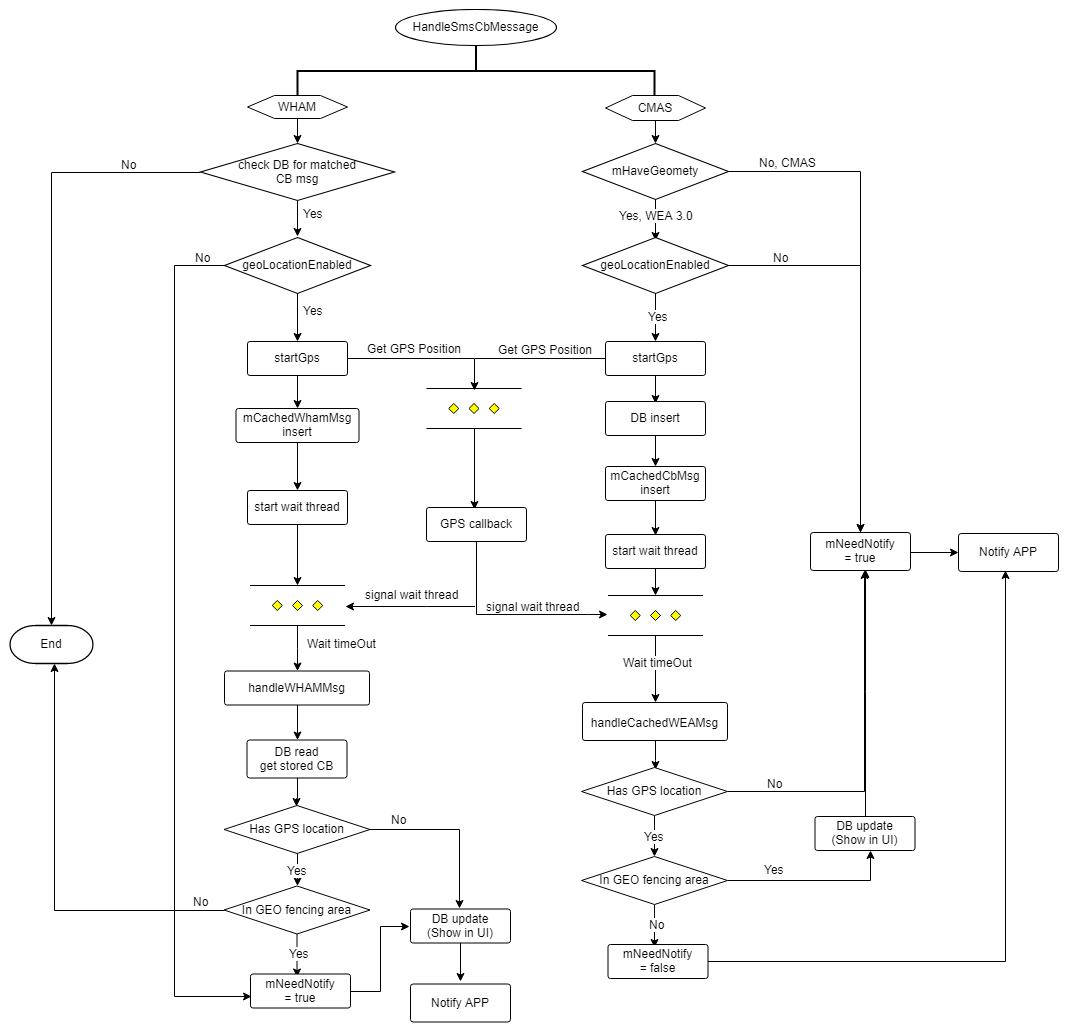 HandleSmsCbMessage
WHAM
CMAS
No
check DB for matched
CB msg
mHaveGeomety
No, CMAS
Yes
Yes, WEA 3.0
No
geoLocationEnabled
geoLocationEnabled
No
Yes
Yes
startGps
Get GPS Position
Get GPS Position
startGps
mCachedWhamMsg
insert
DB insert
mCachedCbMsg
insert
start wait thread
GPS callback
start wait thread
mNeedNotify
= true
Notify APP
signal wait thread
signal wait thread
End
Wait timeOut
Wait timeOut
handleWHAMMsg
handleCachedWEAMsg
DB read
get stored CB
Has GPS location
No
Has GPS location
No
Yes
DB update
(Show in UI)
Yes
In GEO fencing area
Yes
No
In GEO fencing area
DB update
(Show in UI)
No
Yes
mNeedNotify
= false
mNeedNotify
= true
Notify APP